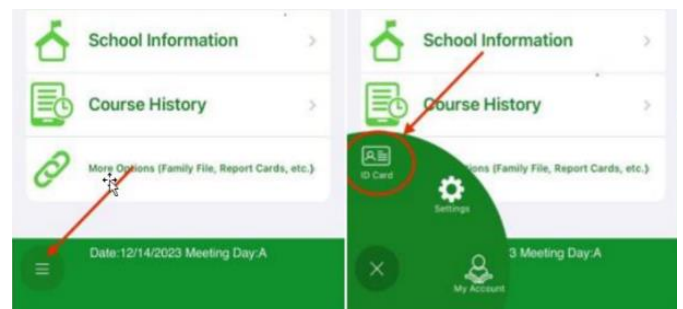 School Information
Course History
More Options (Family File, Report Cards, etc.)
Date:12/14/2023 Meeting Day:A
School Information
Course History
ID Card
ions (Family File, Report Cards, etc.)
Settings
3 Meeting Day:A
My Account